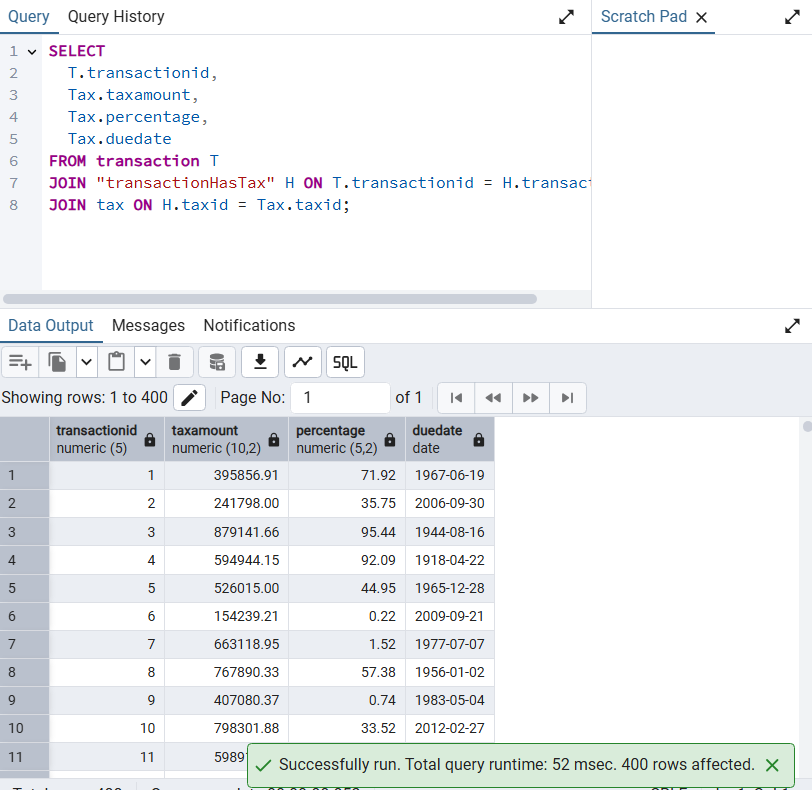 Query Query History
Scratch Pad
1 SELECT
2 T.transactionid,
3 Tax.taxamount,
4 Tax.percentage,
5 Tax.duedate
6 FROM transaction T
7 JOIN "transactionHasTax" H ON T.transactionid = H.transact
8 JOIN tax ON H.taxid = Tax.taxid;
Data Output Messages Notifications
SQL
Showing rows: 1 to 400 Page No: 1 of 1
transactionid taxamount percentage duedate
numeric (5) numeric (10,2) numeric (5,2) date
1 1 395856.91 71.92 1967-06-19
2 2 241798.00 35.75 2006-09-30
3 3 879141.66 95.44 1944-08-16
4 4 594944.15 92.09 1918-04-22
5 5 526015.00 44.95 1965-12-28
6 6 154239.21 0.22 2009-09-21
7 7 663118.95 1.52 1977-07-07
8 8 767890.33 57.38 1956-01-02
9 9 407080.37 0.74 1983-05-04
10 10 798301.88 33.52 2012-02-27
11 11 5989
Successfully run. Total query runtime: 52 msec. 400 rows affected.